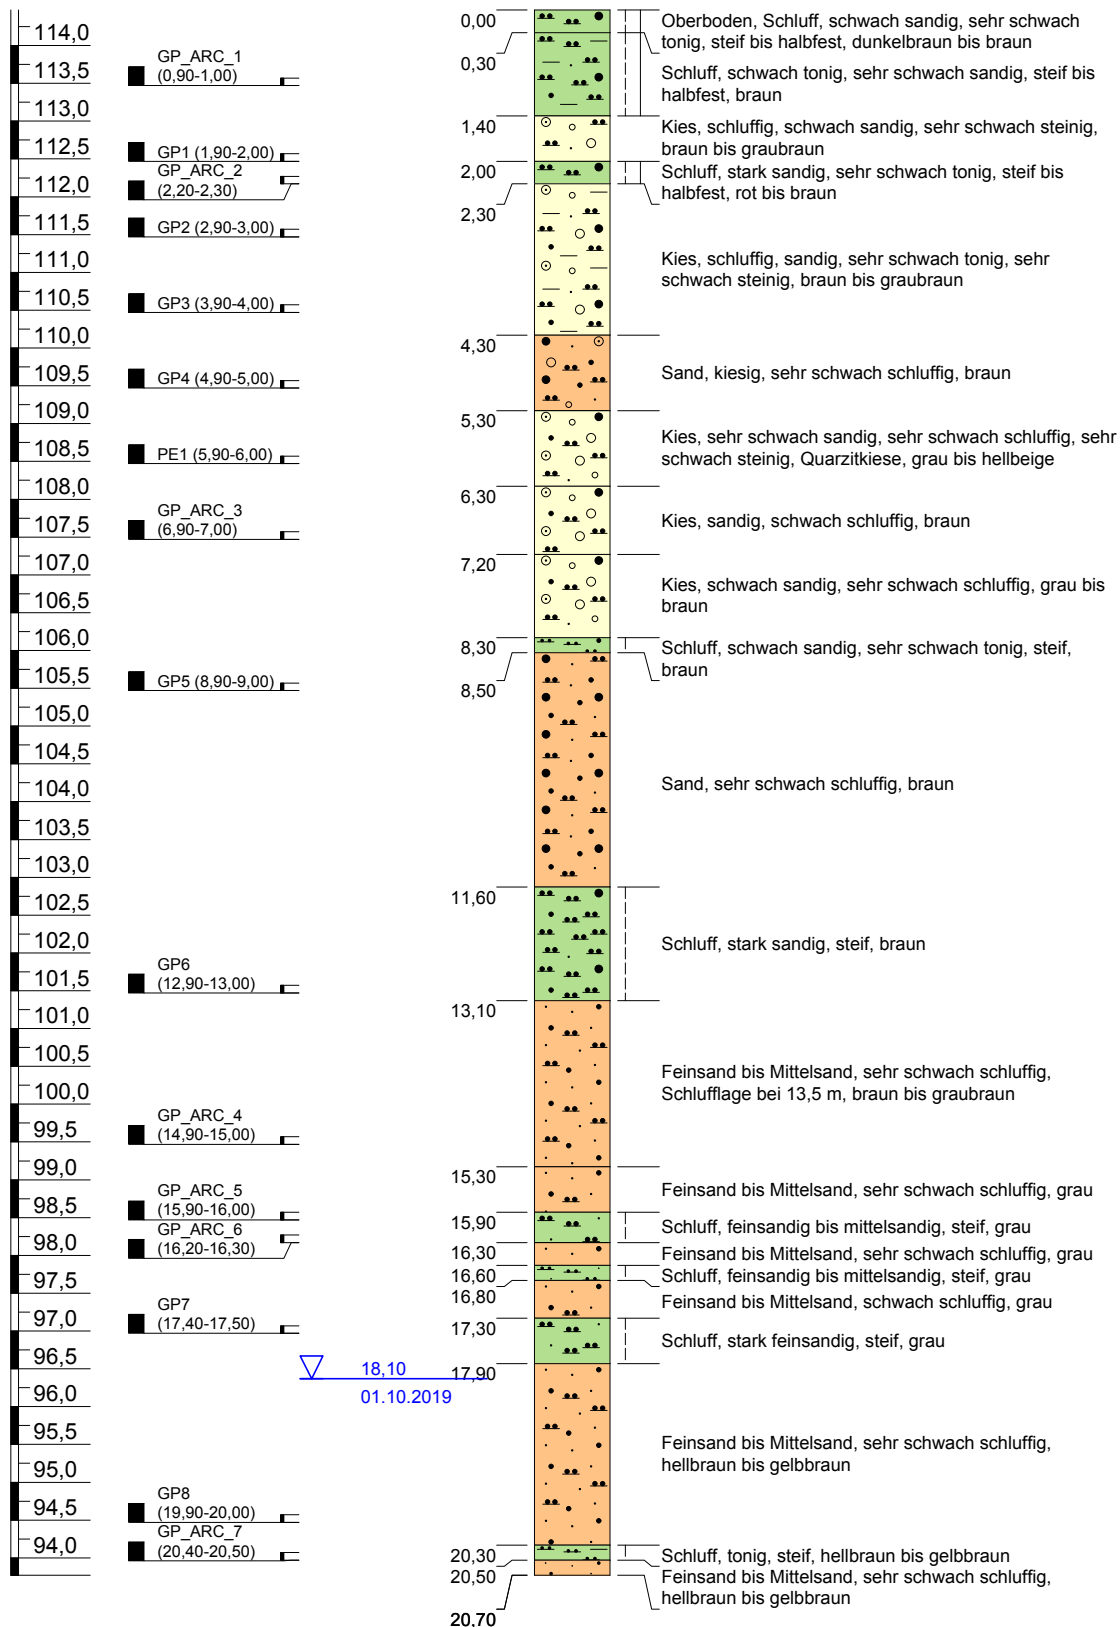 114,0
113,5
113,0
112,5
112,0
111,5
111,0
110,5
110,0
109,5
109,0
108,5
108,0
107,5
107,0
106,5
106,0
105,5
105,0
104,5
104,0
103,5
103,0
102,5
102,0
101,5
101,0
100,5
100,0
99,5
99,0
98,5
98,0
97,5
97,0
96,5
96,0
95,5
95,0
94,5
94,0
GP_ARC_1
(0,90-1,00)
GP1 (1,90-2,00)
GP_ARC_2
(2,20-2,30)
GP2 (2,90-3,00)
GP3 (3,90-4,00)
GP4 (4,90-5,00)
PE1 (5,90-6,00)
GP_ARC_3
(6,90-7,00)
GP5 (8,90-9,00)
GP6
(12,90-13,00)
GP_ARC_4
(14,90-15,00)
GP_ARC_5
(15,90-16,00)
GP_ARC_6
(16,20-16,30)
GP7
(17,40-17,50)
18,10
01.10.2019
GP8
(19,90-20,00)
GP_ARC_7
(20,40-20,50)
0,00
0,30
1,40
2,00
2,30
4,30
5,30
6,30
7,20
8,30
8,50
11,60
13,10
15,30
15,90
16,30
16,60
16,80
17,30
17,90
20,30
20,50
20,70
Oberboden, Schluff, schwach sandig, sehr schwach
tonig, steif bis halbfest, dunkelbraun bis braun
Schluff, schwach tonig, sehr schwach sandig, steif bis
halbfest, braun
Kies, schluffig, schwach sandig, sehr schwach steinig,
braun bis graubraun
Schluff, stark sandig, sehr schwach tonig, steif bis
halbfest, rot bis braun
Kies, schluffig, sandig, sehr schwach tonig, sehr
schwach steinig, braun bis graubraun
Sand, kiesig, sehr schwach schluffig, braun
Kies, sehr schwach sandig, sehr schwach schluffig, sehr
schwach steinig, Quarzitkiese, grau bis hellbeige
Kies, sandig, schwach schluffig, braun
Kies, schwach sandig, sehr schwach schluffig, grau bis
braun
Schluff, schwach sandig, sehr schwach tonig, steif,
braun
Sand, sehr schwach schluffig, braun
Schluff, stark sandig, steif, braun
Feinsand bis Mittelsand, sehr schwach schluffig,
Schlufflage bei 13,5 m, braun bis graubraun
Feinsand bis Mittelsand, sehr schwach schluffig, grau
Schluff, feinsandig bis mittelsandig, steif, grau
Feinsand bis Mittelsand, sehr schwach schluffig, grau
Schluff, feinsandig bis mittelsandig, steif, grau
Feinsand bis Mittelsand, schwach schluffig, grau
Schluff, stark feinsandig, steif, grau
Feinsand bis Mittelsand, sehr schwach schluffig,
hellbraun bis gelbbraun
Schluff, tonig, steif, hellbraun bis gelbbraun
Feinsand bis Mittelsand, sehr schwach schluffig,
hellbraun bis gelbbraun